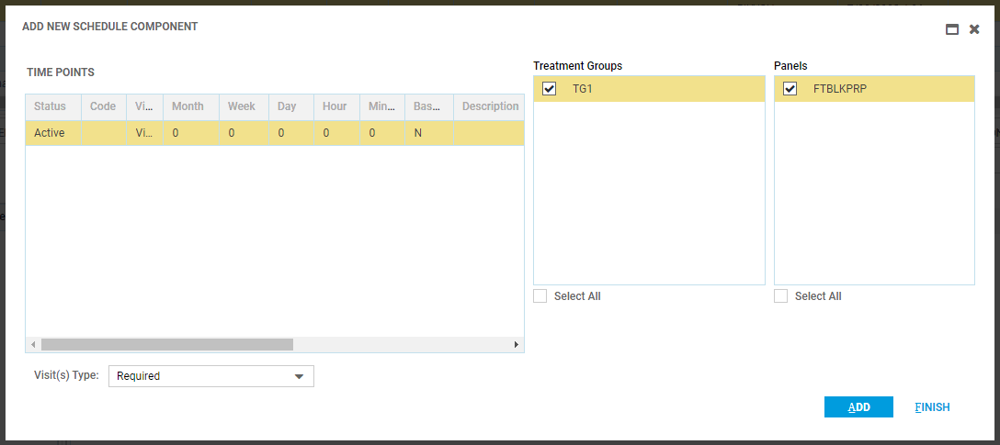 ADD NEW SCHEDULE COMPONENT
TIME POINTS
Status Code Vi... Month Week Day Hour Min... Bas... Description
Active Vi... 0 0 0 0 0 N
Treatment Groups
TG1
Select All
Panels
FTBLKPRP
Select All
Visit(s) Type: Required
ADD FINISH